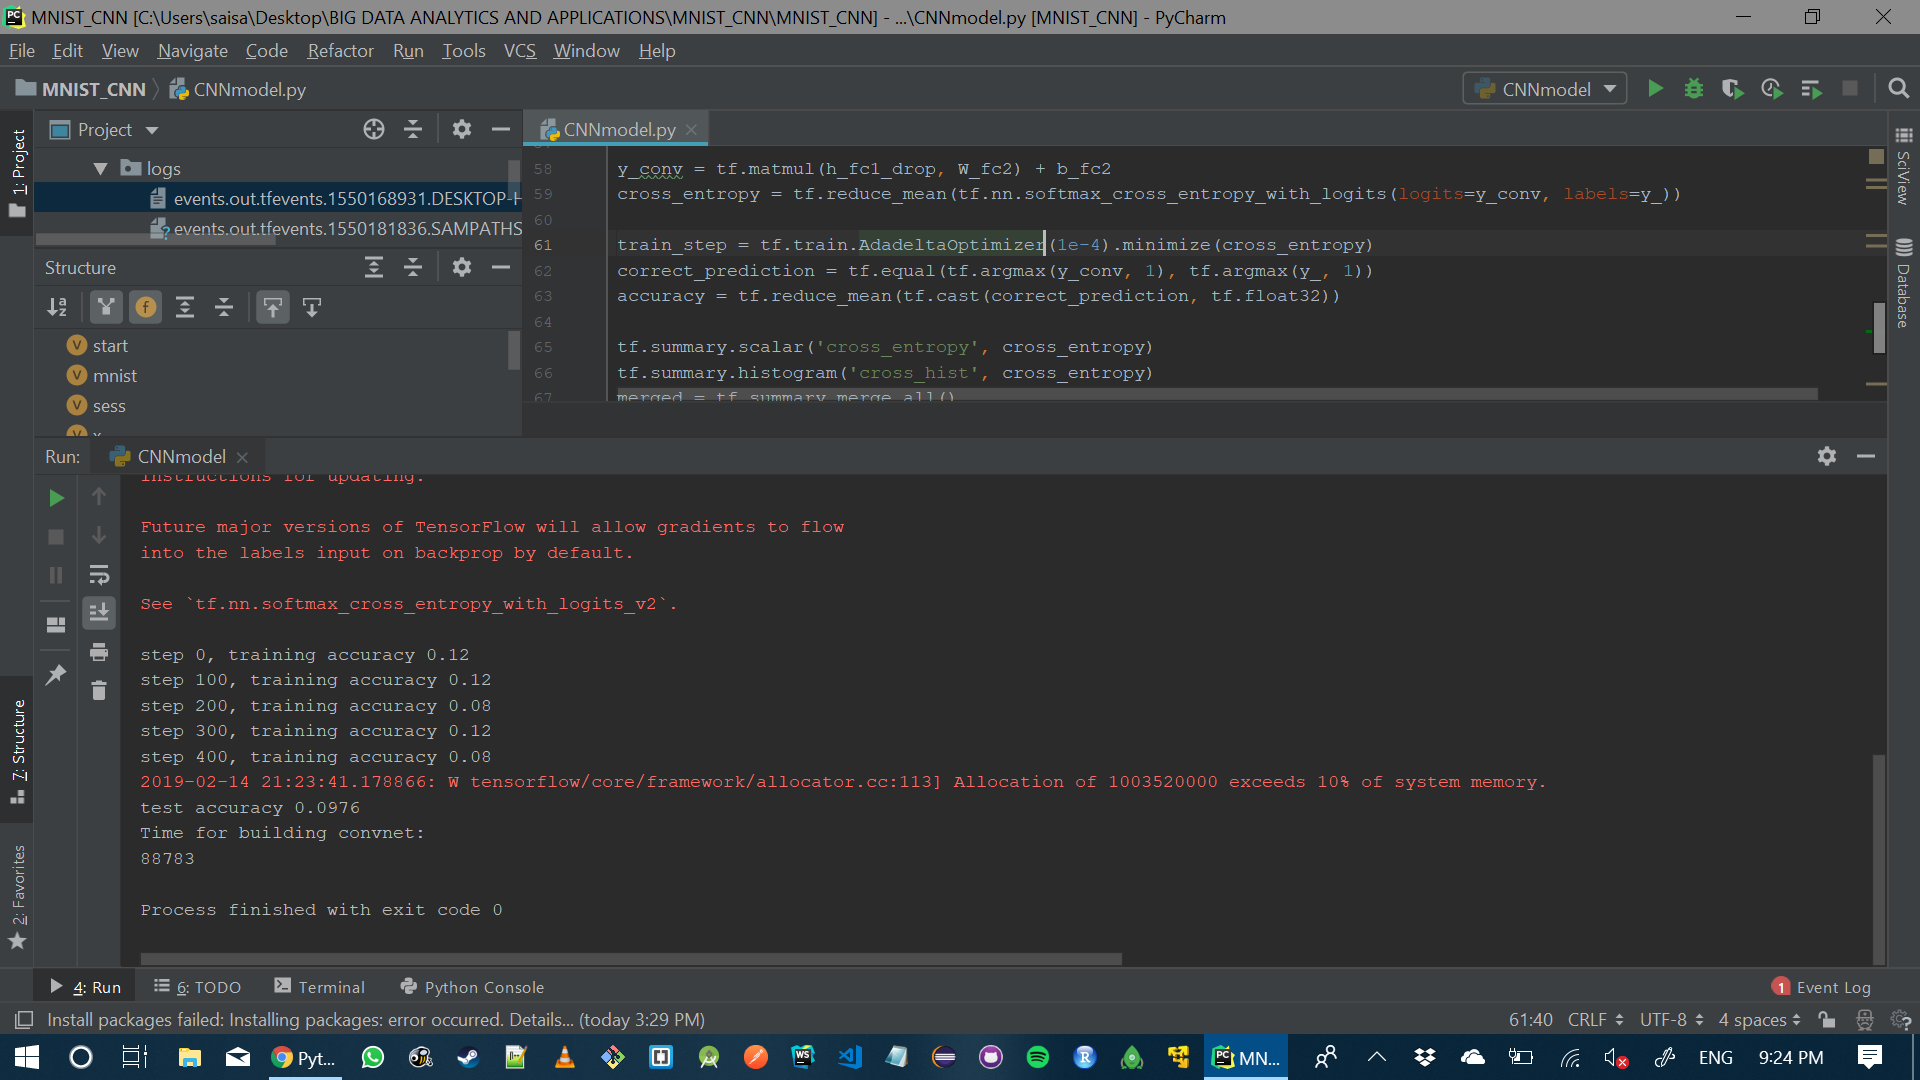 MNIST_CNN [C:\Users\saisa\Desktop\BIG DATA ANALYTICS AND APPLICATIONS\MNIST_CNN\MNIST_CNN] - ...\CNNmodel.py [MNIST_CNN] - PyCharm
File Edit View Navigate Code Refactor Run Tools VCS Window Help
MNIST_CNN CNNmodel.py CNNmodel
1: Project
Project
logs
events.out.tfevents.1550168931.DESKTOP-H
events.out.tfevents.1550181836.SAMPATHS
Structure
start
mnist
sess
x
CNNmodel.py
58 y_conv = tf.matmul(h_fc1_drop, W_fc2) + b_fc2
59 cross_entropy = tf.reduce_mean(tf.nn.softmax_cross_entropy_with_logits(logits=y_conv, labels=y_))
60
61 train_step = tf.train.AdadeltaOptimizer(1e-4).minimize(cross_entropy)
62 correct_prediction = tf.equal(tf.argmax(y_conv, 1), tf.argmax(y_, 1))
63 accuracy = tf.reduce_mean(tf.cast(correct_prediction, tf.float32))
64
65 tf.summary.scalar('cross_entropy', cross_entropy)
66 tf.summary.histogram('cross_hist', cross_entropy)
67 merged = tf.summary.merge_all()
SciView
Database
Run: CNNmodel
Instructions for updating:
Future major versions of TensorFlow will allow gradients to flow
into the labels input on backprop by default.
See `tf.nn.softmax_cross_entropy_with_logits_v2`.
step 0, training accuracy 0.12
step 100, training accuracy 0.12
step 200, training accuracy 0.08
step 300, training accuracy 0.12
step 400, training accuracy 0.08
2019-02-14 21:23:41.178866: W tensorflow/core/framework/allocator.cc:113] Allocation of 1003520000 exceeds 10% of system memory.
test accuracy 0.0976
Time for building convnet:
88783
Process finished with exit code 0
7: Structure
2: Favorites
4: Run 6: TODO Terminal Python Console 1 Event Log
Install packages failed: Installing packages: error occurred. Details... (today 3:29 PM) 61:40 CRLF UTF-8 4 spaces
Pyt... MN... ENG 9:24 PM